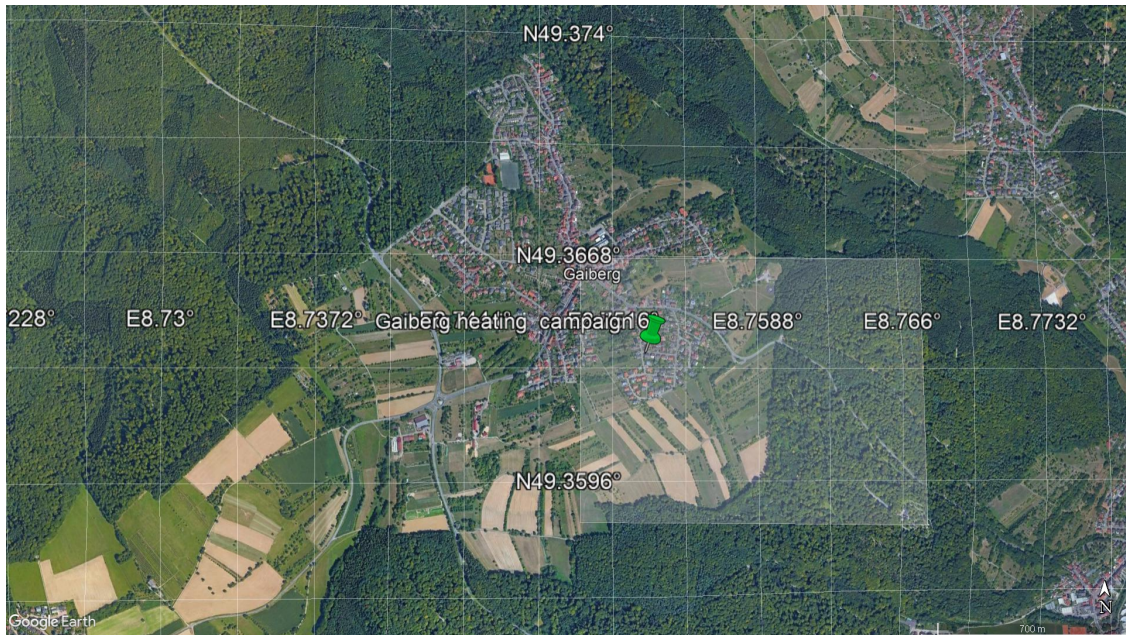 N49.374°
N49.3668°
Gaiberg
228°
E8.73°
E8.7372°
Gaiberg heating campaign
E8.7588°
E8.766°
E8.7732°
N49.3596°
Google Earth
N
700 m